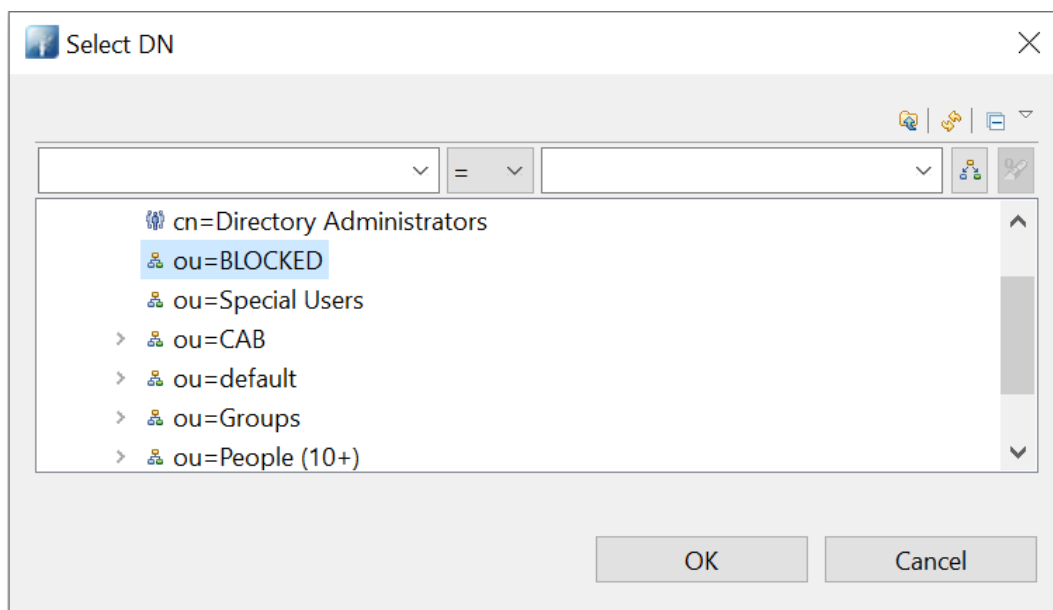 Select DN
=
cn=Directory Administrators
ou=BLOCKED
ou=Special Users
ou=CAB
ou=default
ou=Groups
ou=People (10+)
OK Cancel